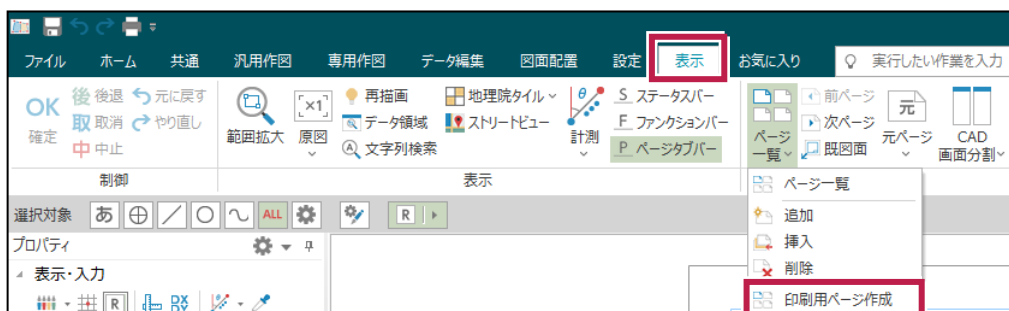 ファイル ホーム 共通 汎用作図 専用作図 データ編集 図面配置 設定 表示 お気に入り 実行したい作業を入力
OK 確定
後 後退 元に戻す
取 取消 やり直し
中 中止
制御
範囲拡大
×1 原図
再描画 地理院タイル
データ領域 ストリートビュー
文字列検索
θ 計測
S ステータスバー
F ファンクションバー
P ページタブバー
表示
ページ
一覧
前ページ
次ページ
既図面
元
元ページ
CAD
画面分割
選択対象 あ ALL R
プロパティ
表示・入力
R DX DY
ページ一覧
追加
挿入
削除
印刷用ページ作成